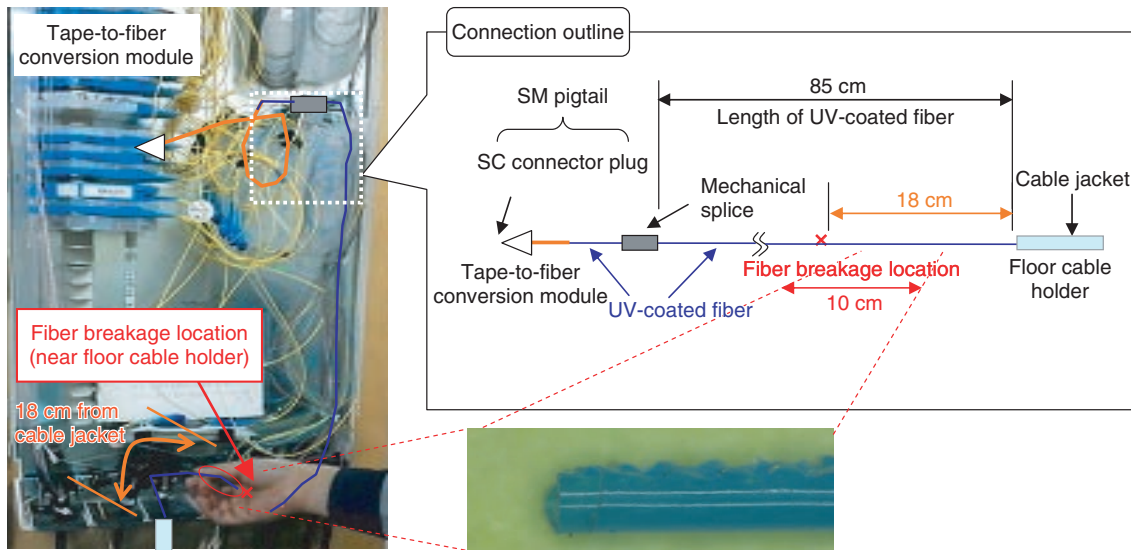 Tape-to-fiber
conversion module
Fiber breakage location
(near floor cable holder)
18 cm from
cable jacket
Connection outline
SM pigtail
SC connector plug
85 cm
Length of UV-coated fiber
Mechanical
splice
18 cm
Cable jacket
Tape-to-fiber
conversion module
UV-coated fiber
Fiber breakage location
10 cm
Floor cable
holder